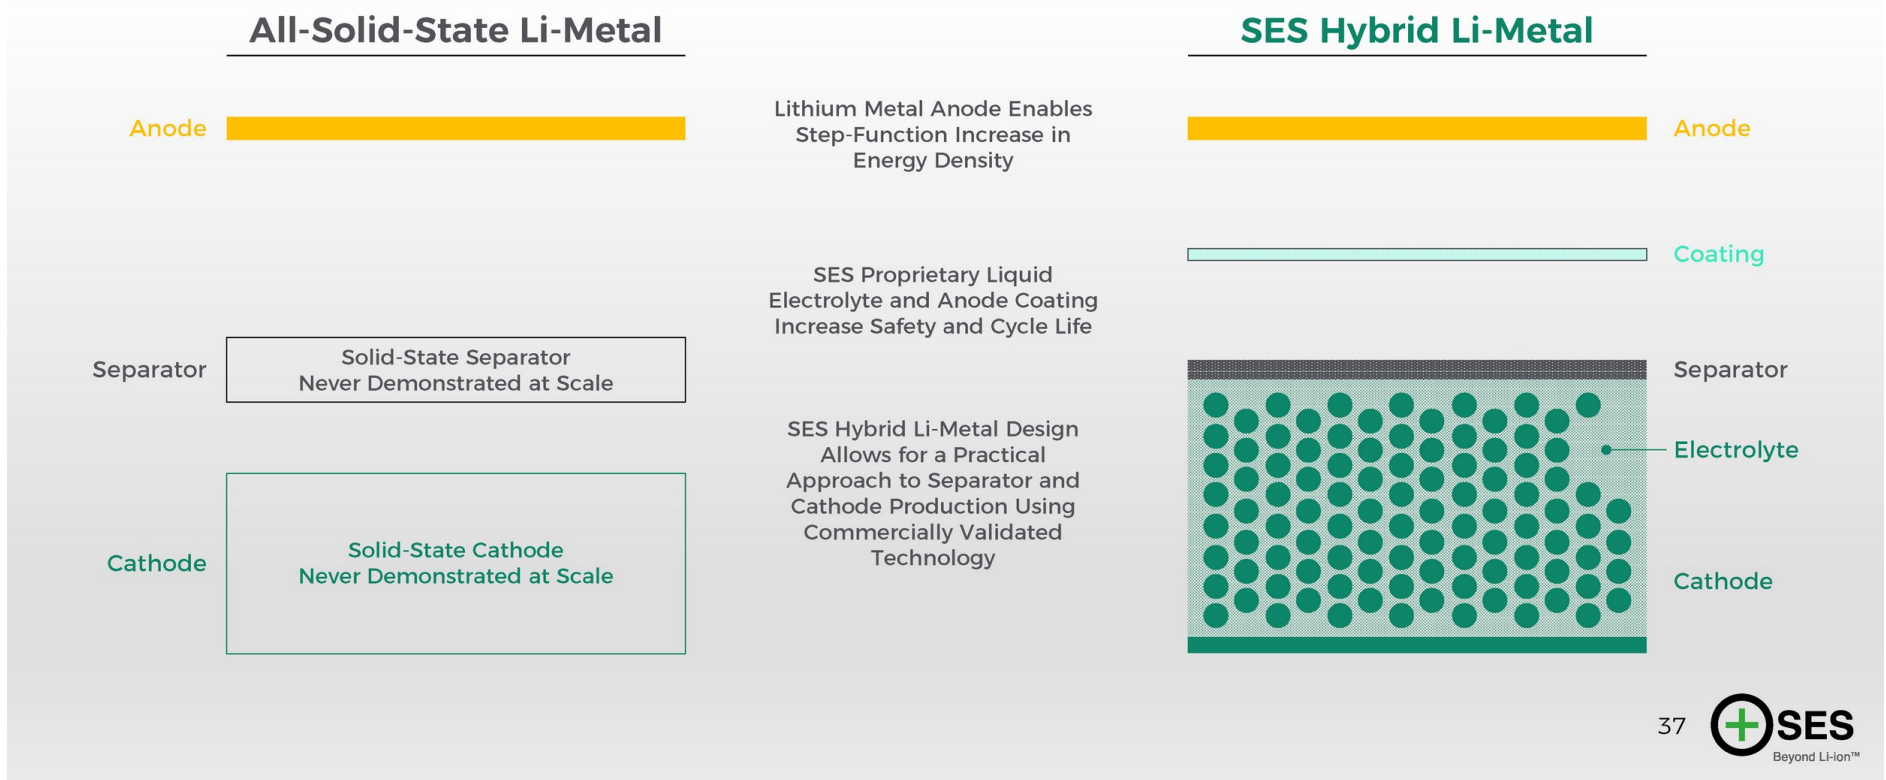 All-Solid-State Li-Metal
SES Hybrid Li-Metal
Anode
Lithium Metal Anode Enables
Step-Function Increase in
Energy Density
Anode
Coating
SES Proprietary Liquid
Electrolyte and Anode Coating
Increase Safety and Cycle Life
Separator
Solid-State Separator
Never Demonstrated at Scale
Separator
SES Hybrid Li-Metal Design
Allows for a Practical
Approach to Separator and
Cathode Production Using
Commercially Validated
Technology
Electrolyte
Cathode
Solid-State Cathode
Never Demonstrated at Scale
Cathode
37
SES
Beyond Li-ion™